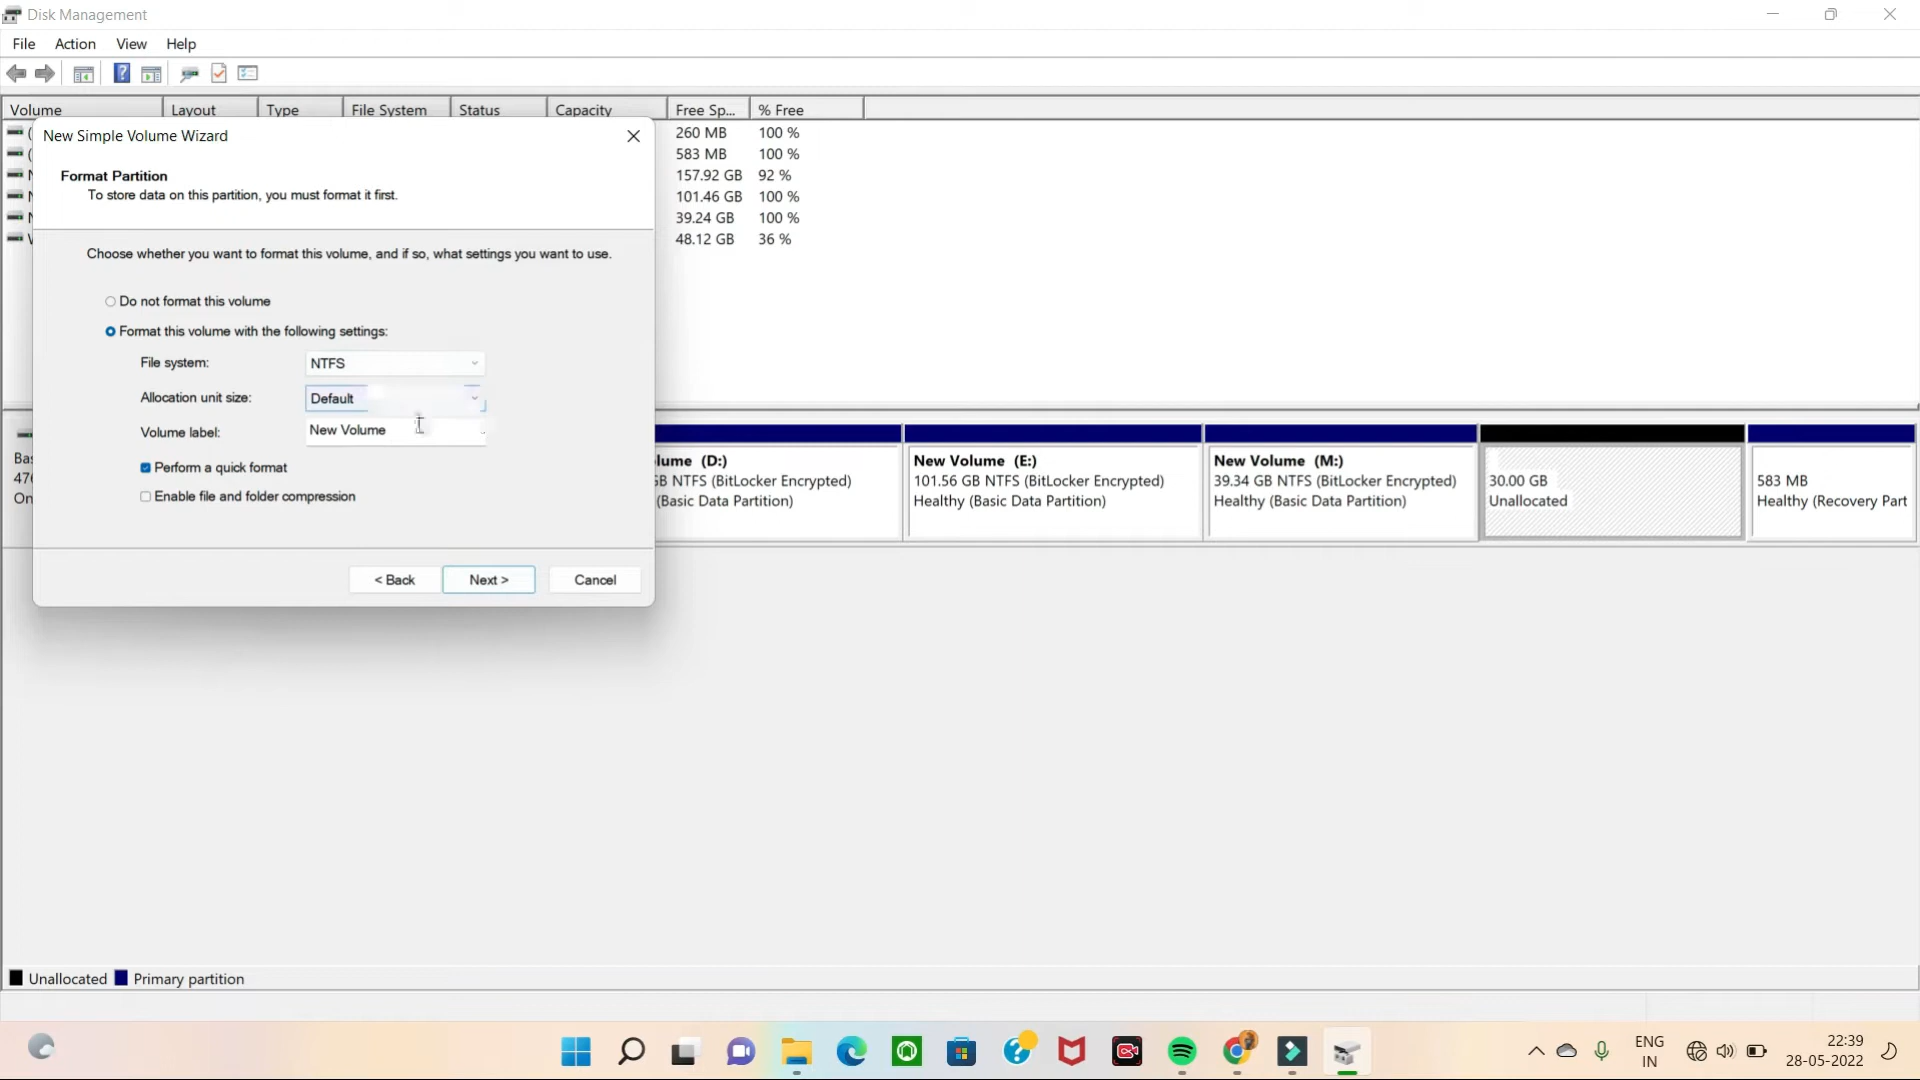 Disk Management
File Action View Help
Volume Layout Type File System Status Capacity Free Sp... % Free
260 MB 100 %
583 MB 100 %
157.92 GB 92 %
101.46 GB 100 %
39.24 GB 100 %
48.12 GB 36 %
New Simple Volume Wizard
Format Partition
To store data on this partition, you must format it first.
Choose whether you want to format this volume, and if so, what settings you want to use.
Do not format this volume
Format this volume with the following settings:
File system: NTFS
Allocation unit size: Default
Volume label: New Volume
Perform a quick format
Enable file and folder compression
< Back Next > Cancel
Bas
476
On
lume (D:)
GB NTFS (BitLocker Encrypted)
(Basic Data Partition)
New Volume (E:)
101.56 GB NTFS (BitLocker Encrypted)
Healthy (Basic Data Partition)
New Volume (M:)
39.34 GB NTFS (BitLocker Encrypted)
Healthy (Basic Data Partition)
30.00 GB
Unallocated
583 MB
Healthy (Recovery Part
Unallocated Primary partition
ENG
IN
22:39
28-05-2022